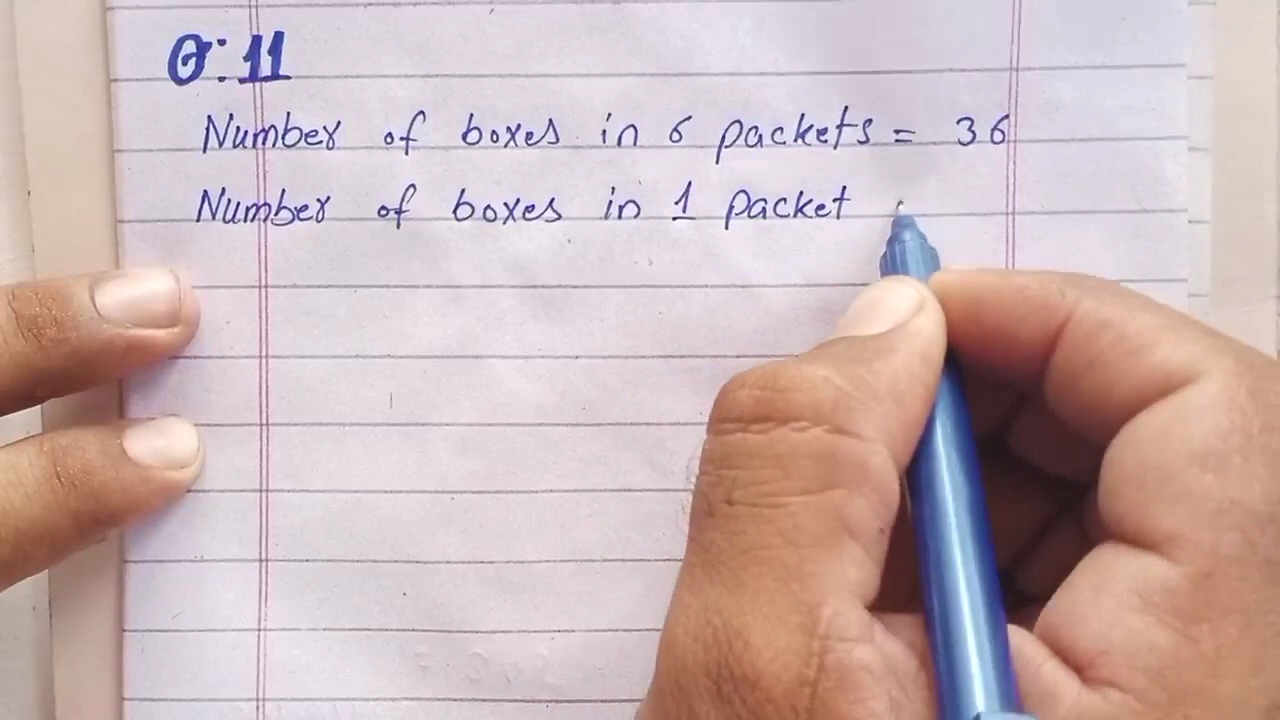 Q:11
Number of boxes in 6 packets = 36
Number of boxes in 1 packet